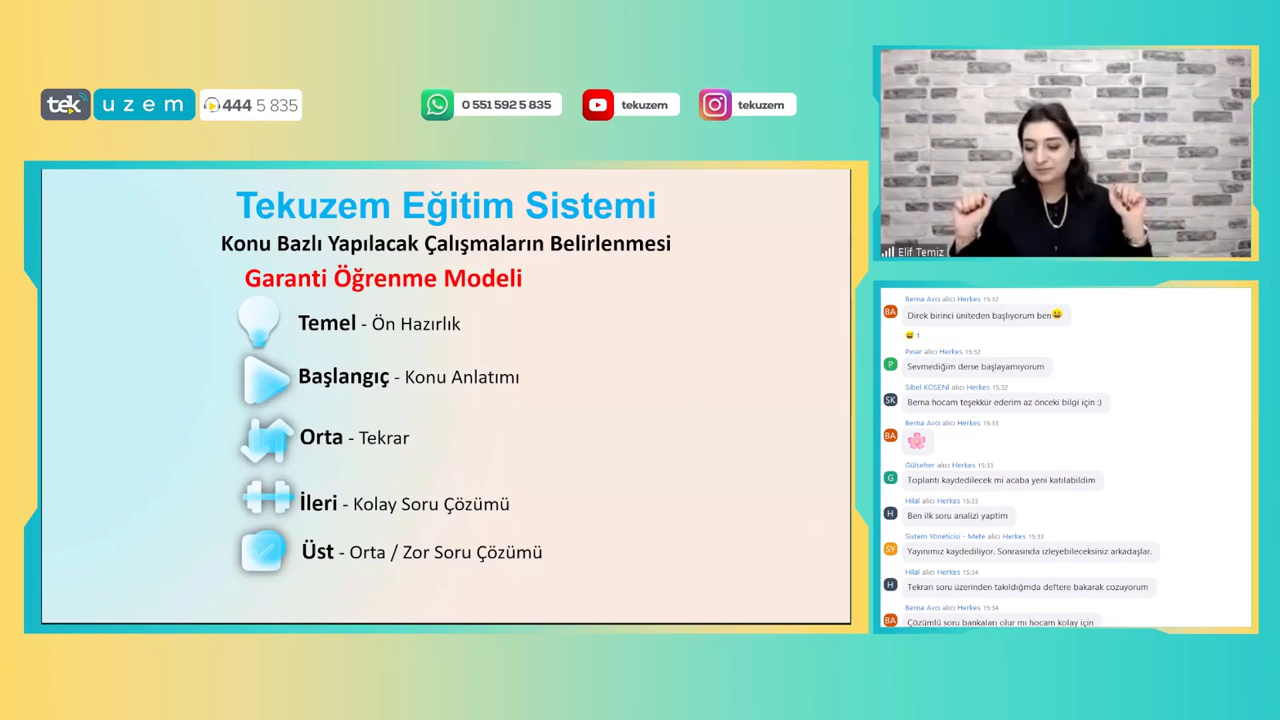 tek uzem 444 5 835
0 551 592 5 835
tekuzem
tekuzem
Tekuzem Eğitim Sistemi
Konu Bazlı Yapılacak Çalışmaların Belirlenmesi
Garanti Öğrenme Modeli
Temel - Ön Hazırlık
Başlangıç - Konu Anlatımı
Orta - Tekrar
İleri - Kolay Soru Çözümü
Üst - Orta / Zor Soru Çözümü
Elif Temiz
Berna Avcı alıcı Herkes 15:32
BA
Direk birinci üniteden başlıyorum ben😄
😄 1
Pınar alıcı Herkes 15:32
P
Sevmediğim derse başlayamıyorum
Sibel KÖSENİ alıcı Herkes 15:32
SK
Berna hocam teşekkür ederim az önceki bilgi için :)
Berna Avcı alıcı Herkes 15:33
BA
🌸
Gülseher alıcı Herkes 15:33
G
Toplantı kaydedilecek mi acaba yeni katılabildim
Hilal alıcı Herkes 15:33
H
Ben ilk soru analizi yaptim
Sistem Yöneticisi - Mete alıcı Herkes 15:33
SY
Yayınımız kaydediliyor. Sonrasında izleyebileceksiniz arkadaşlar.
Hilal alıcı Herkes 15:34
H
Tekrarı soru üzerinden takıldığımda deftere bakarak cozuyorum
Berna Avcı alıcı Herkes 15:34
BA
Çözümlü soru bankaları olur mı hocam kolay için